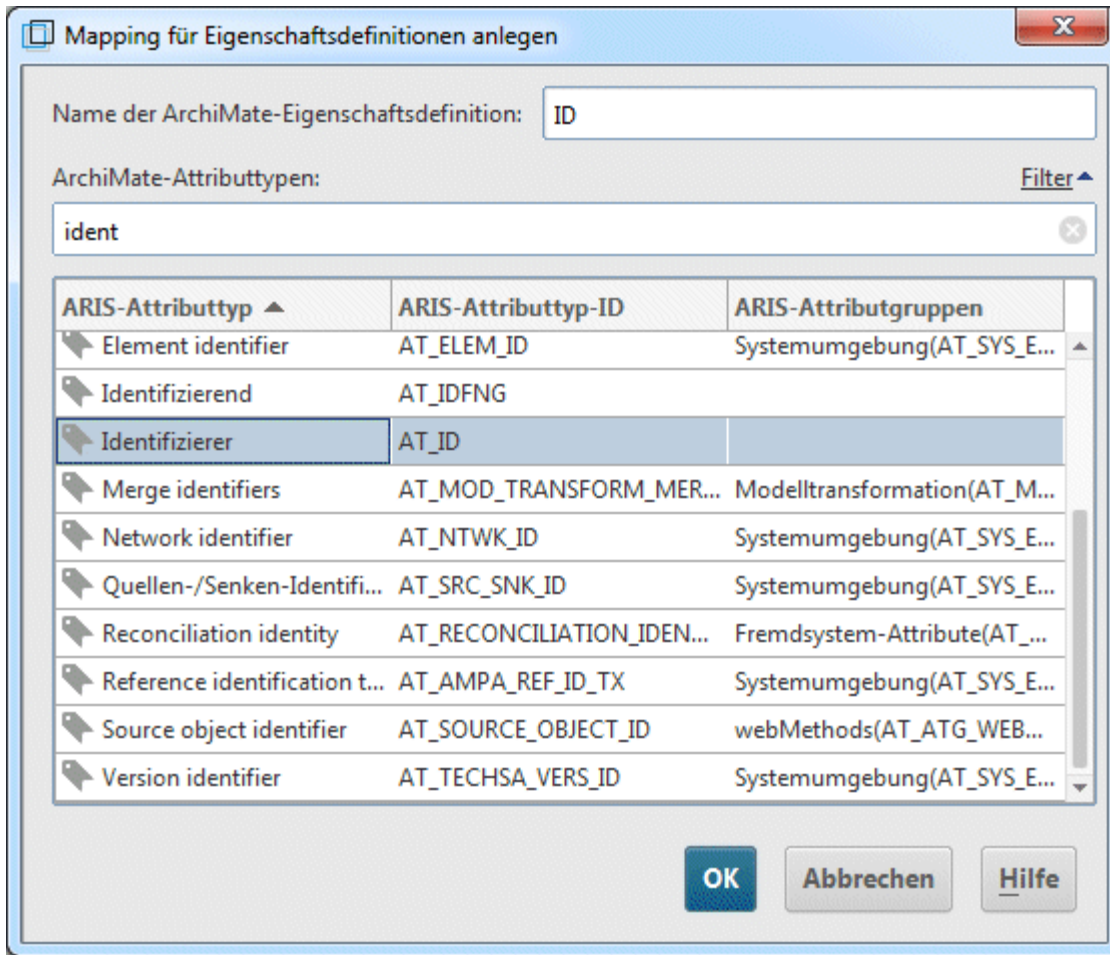 Mapping für Eigenschaftsdefinitionen anlegen
Name der ArchiMate-Eigenschaftsdefinition: ID
ArchiMate-Attributtypen: Filter
ident
ARIS-Attributtyp ARIS-Attributtyp-ID ARIS-Attributgruppen
Element identifier AT_ELEM_ID Systemumgebung(AT_SYS_E...
Identifizierend AT_IDFNG
Identifizierer AT_ID
Merge identifiers AT_MOD_TRANSFORM_MER... Modelltransformation(AT_M...
Network identifier AT_NTWK_ID Systemumgebung(AT_SYS_E...
Quellen-/Senken-Identifi... AT_SRC_SNK_ID Systemumgebung(AT_SYS_E...
Reconciliation identity AT_RECONCILIATION_IDEN... Fremdsystem-Attribute(AT_...
Reference identification t... AT_AMPA_REF_ID_TX Systemumgebung(AT_SYS_E...
Source object identifier AT_SOURCE_OBJECT_ID webMethods(AT_ATG_WEB...
Version identifier AT_TECHSA_VERS_ID Systemumgebung(AT_SYS_E...
OK Abbrechen Hilfe